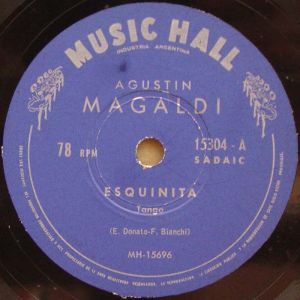 MUSIC HALL
INDUSTRIA ARGENTINA
AGUSTIN
MAGALDI
78 RPM
15304 - A
SADAIC
ESQUINITA
Tango
(E. Donato-F. Bianchi)
MH-15696